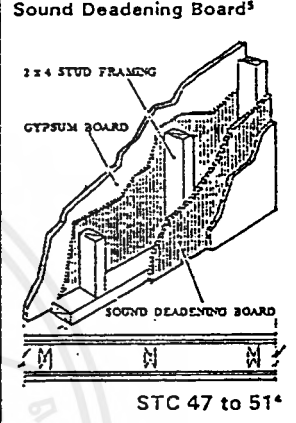 Sound Deadening Board⁵
2 x 4 STUD FRAMING
GYPSUM BOARD
SOUND DEADENING BOARD
STC 47 to 51⁴